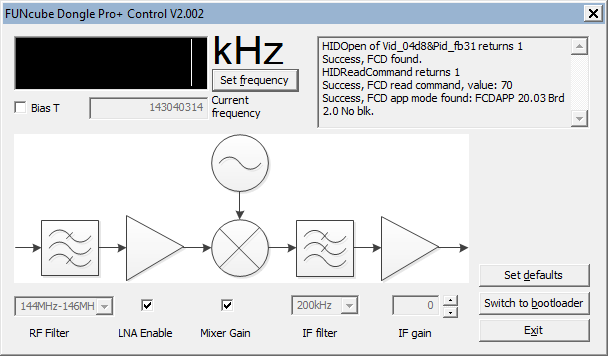 FUNcube Dongle Pro+ Control V2.002
kHz
Set frequency
Bias T
143040314
Current
frequency
HIDOpen of Vid_04d8&Pid_fb31 returns 1
Success, FCD found.
HIDReadCommand returns 1
Success, FCD read command, value: 70
Success, FCD app mode found: FCDAPP 20.03 Brd
2.0 No blk.
144MHz-146MH
200kHz
0
RF Filter
LNA Enable
Mixer Gain
IF filter
IF gain
Set defaults
Switch to bootloader
Exit